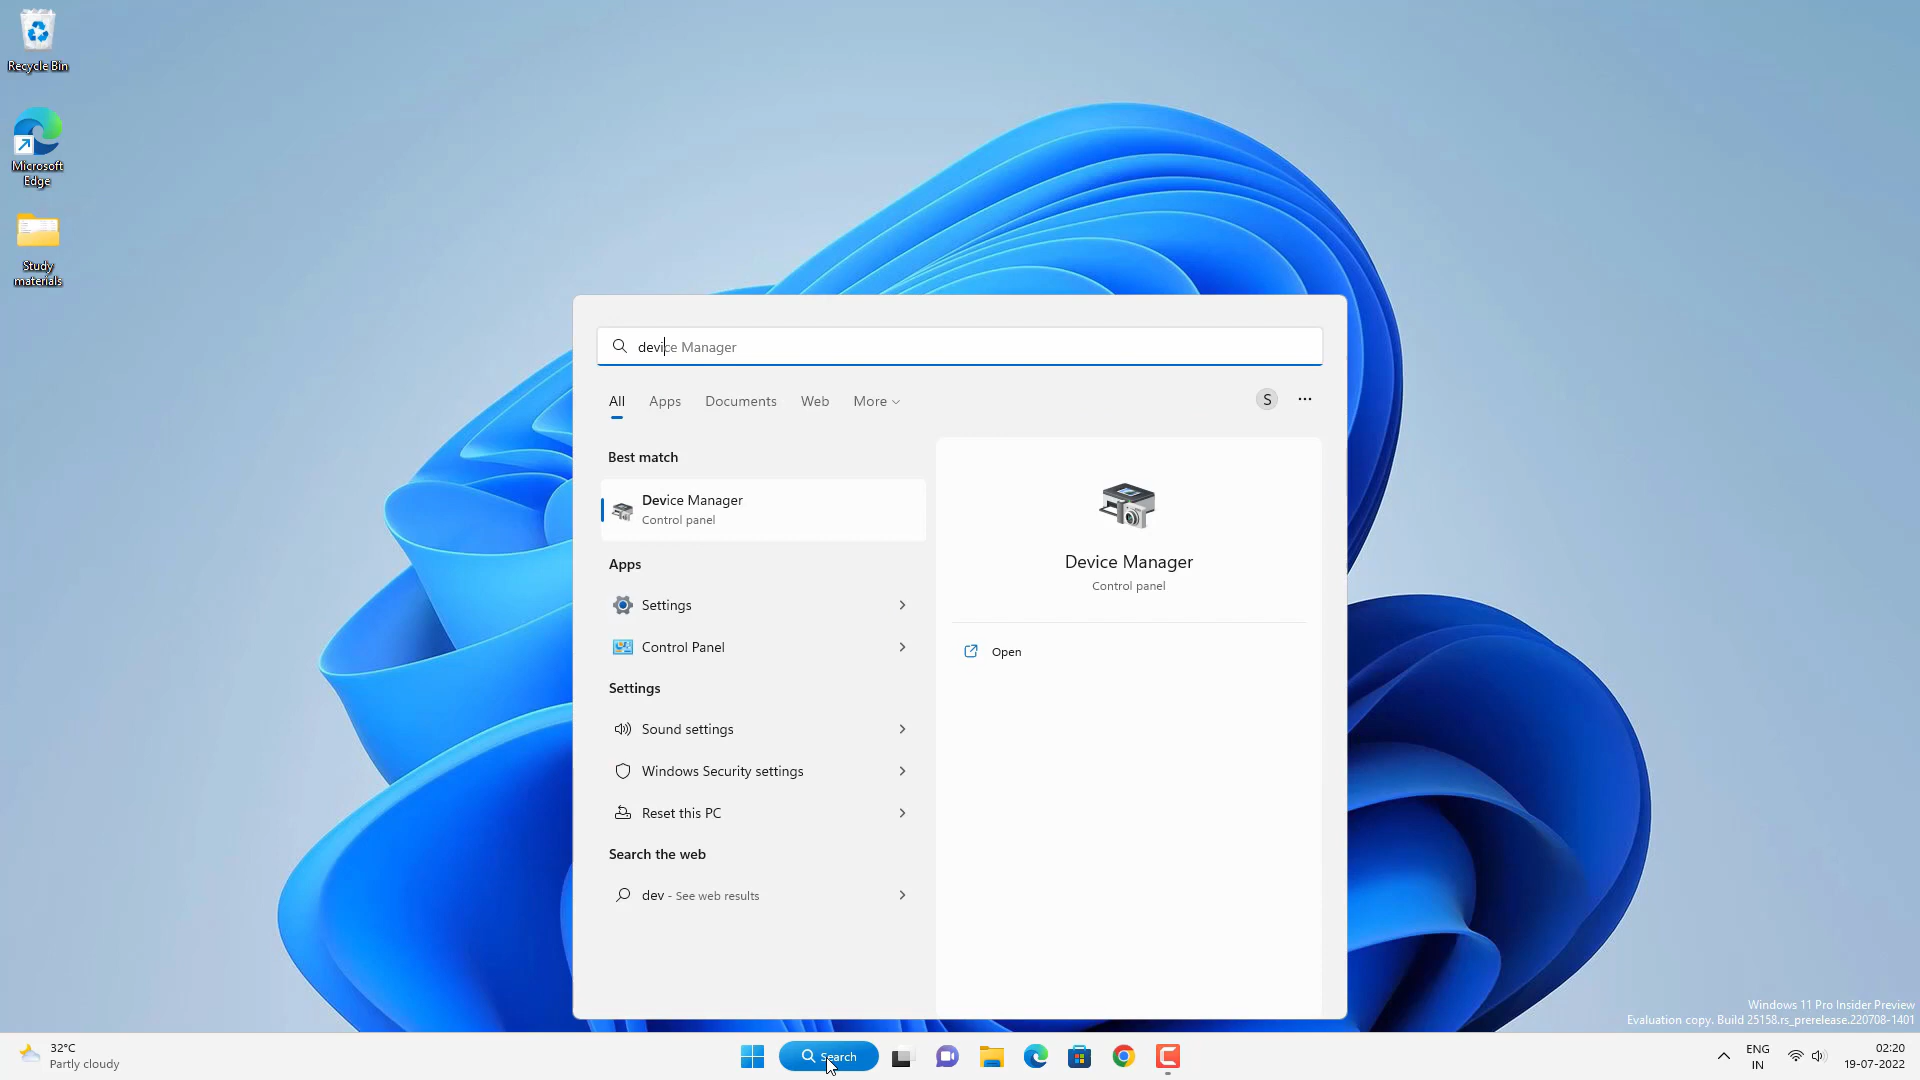 Recycle Bin
Microsoft
Edge
Study
materials
device Manager
All Apps Documents Web More
S
Best match
Device Manager
Control panel
Apps
Settings
Control Panel
Settings
Sound settings
Windows Security settings
Reset this PC
Search the web
dev - See web results
Device Manager
Control panel
Open
Windows 11 Pro Insider Preview
Evaluation copy. Build 25158.rs_prerelease.220708-1401
32°C
Partly cloudy
Search
ENG
IN
02:20
19-07-2022